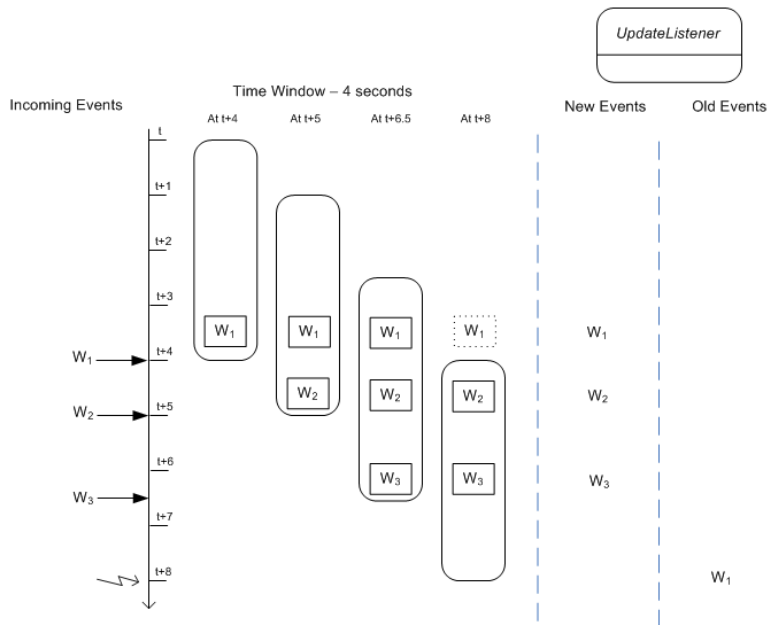 UpdateListener
Time Window – 4 seconds
Incoming Events
New Events
Old Events
At t+4
At t+5
At t+6.5
At t+8
t
t+1
t+2
t+3
W1
W1
W1
W1
W1
W1
t+4
W2
W2
W2
W2
W2
t+5
t+6
W3
W3
W3
W3
t+7
t+8
W1